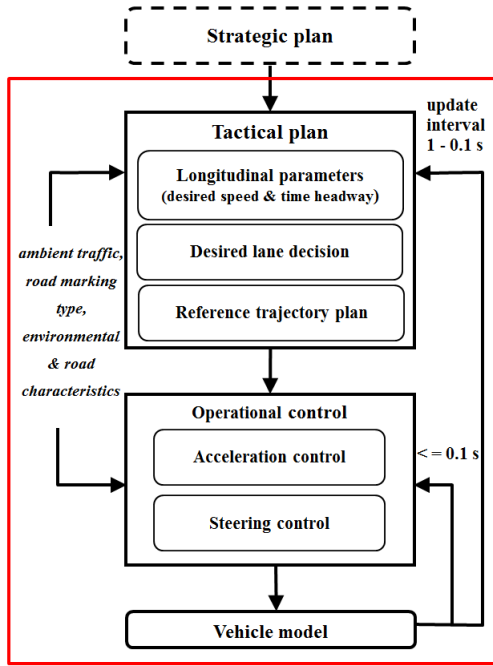 Strategic plan
update
interval
1 - 0.1 s
Tactical plan
Longitudinal parameters
(desired speed & time headway)
Desired lane decision
Reference trajectory plan
ambient traffic,
road marking
type,
environmental
& road
characteristics
Operational control
< = 0.1 s
Acceleration control
Steering control
Vehicle model